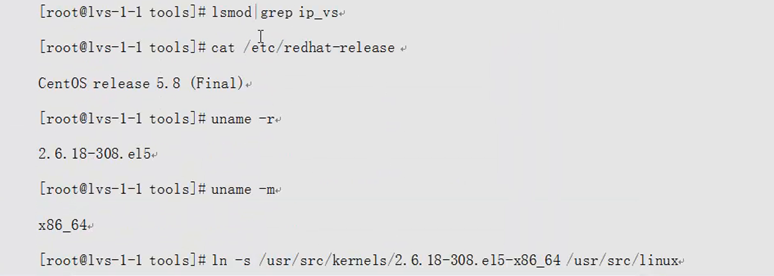 [root@lvs-1-1 tools]# lsmod|grep ip_vs
[root@lvs-1-1 tools]# cat /etc/redhat-release
CentOS release 5.8 (Final)
[root@lvs-1-1 tools]# uname -r
2.6.18-308.el5
[root@lvs-1-1 tools]# uname -m
x86_64
[root@lvs-1-1 tools]# ln -s /usr/src/kernels/2.6.18-308.el5-x86_64 /usr/src/linux